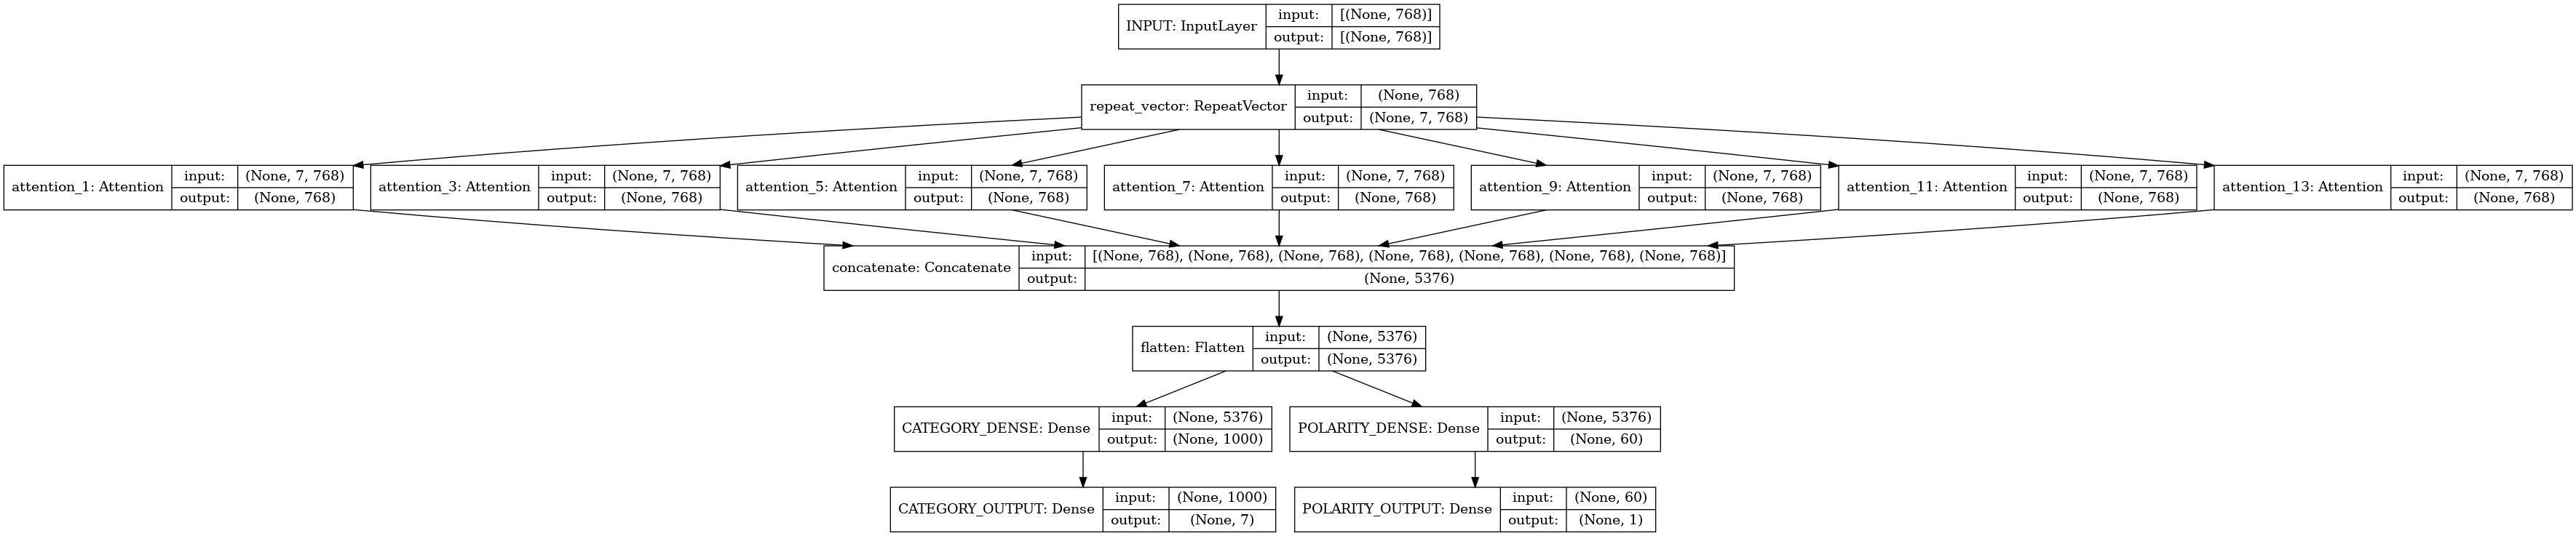 INPUT: InputLayer input: [(None, 768)]
output: [(None, 768)]
repeat_vector: RepeatVector input: (None, 768)
output: (None, 7, 768)
attention_1: Attention input: (None, 7, 768)
output: (None, 768)
attention_3: Attention input: (None, 7, 768)
output: (None, 768)
attention_5: Attention input: (None, 7, 768)
output: (None, 768)
attention_7: Attention input: (None, 7, 768)
output: (None, 768)
attention_9: Attention input: (None, 7, 768)
output: (None, 768)
attention_11: Attention input: (None, 7, 768)
output: (None, 768)
attention_13: Attention input: (None, 7, 768)
output: (None, 768)
concatenate: Concatenate input: [(None, 768), (None, 768), (None, 768), (None, 768), (None, 768), (None, 768), (None, 768)]
output: (None, 5376)
flatten: Flatten input: (None, 5376)
output: (None, 5376)
CATEGORY_DENSE: Dense input: (None, 5376)
output: (None, 1000)
POLARITY_DENSE: Dense input: (None, 5376)
output: (None, 60)
CATEGORY_OUTPUT: Dense input: (None, 1000)
output: (None, 7)
POLARITY_OUTPUT: Dense input: (None, 60)
output: (None, 1)